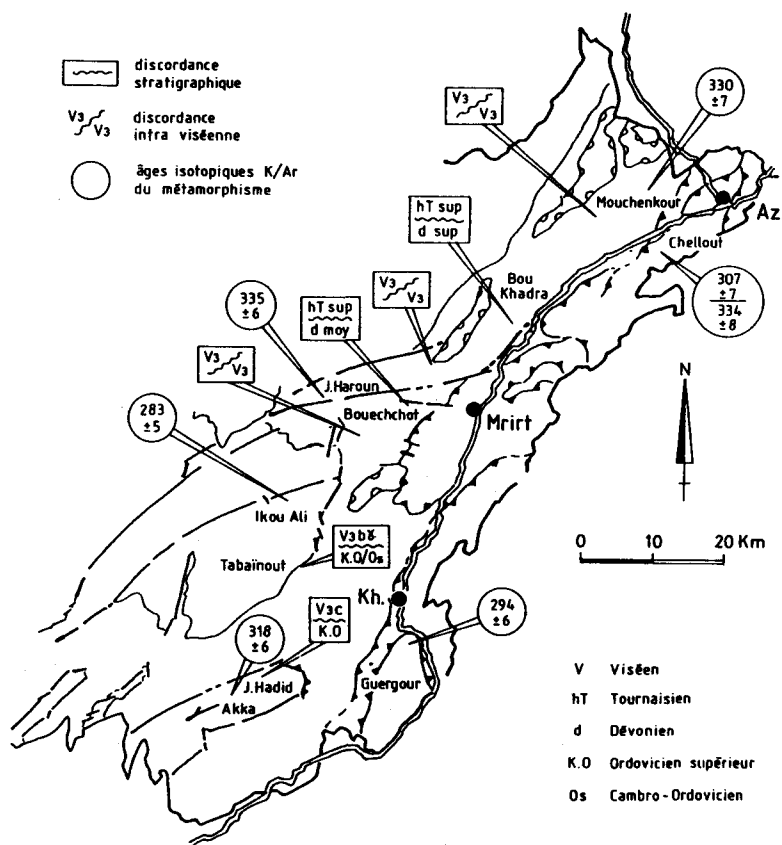 discordance
stratigraphique
V3
V3
discordance
intra viséenne
âges isotopiques K/Ar
du métamorphisme
V3
V3
330
±7
Mouchenkour
Az
hT sup
d sup
Chellout
Bou
Khadra
307
±7
334
±8
V3
V3
335
±6
hT sup
d moy
N
V3
V3
J.Haroun
Bouechchot
Mrirt
283
±5
Ikou Ali
V3bɣ
K.O/Os
Tabaïnout
0 10 20 Km
Kh.
294
±6
V3c
K.O
318
±6
J.Hadid
Akka
Guergour
V Viséen
hT Tournaisien
d Dévonien
K.O Ordovicien supérieur
Os Cambro-Ordovicien